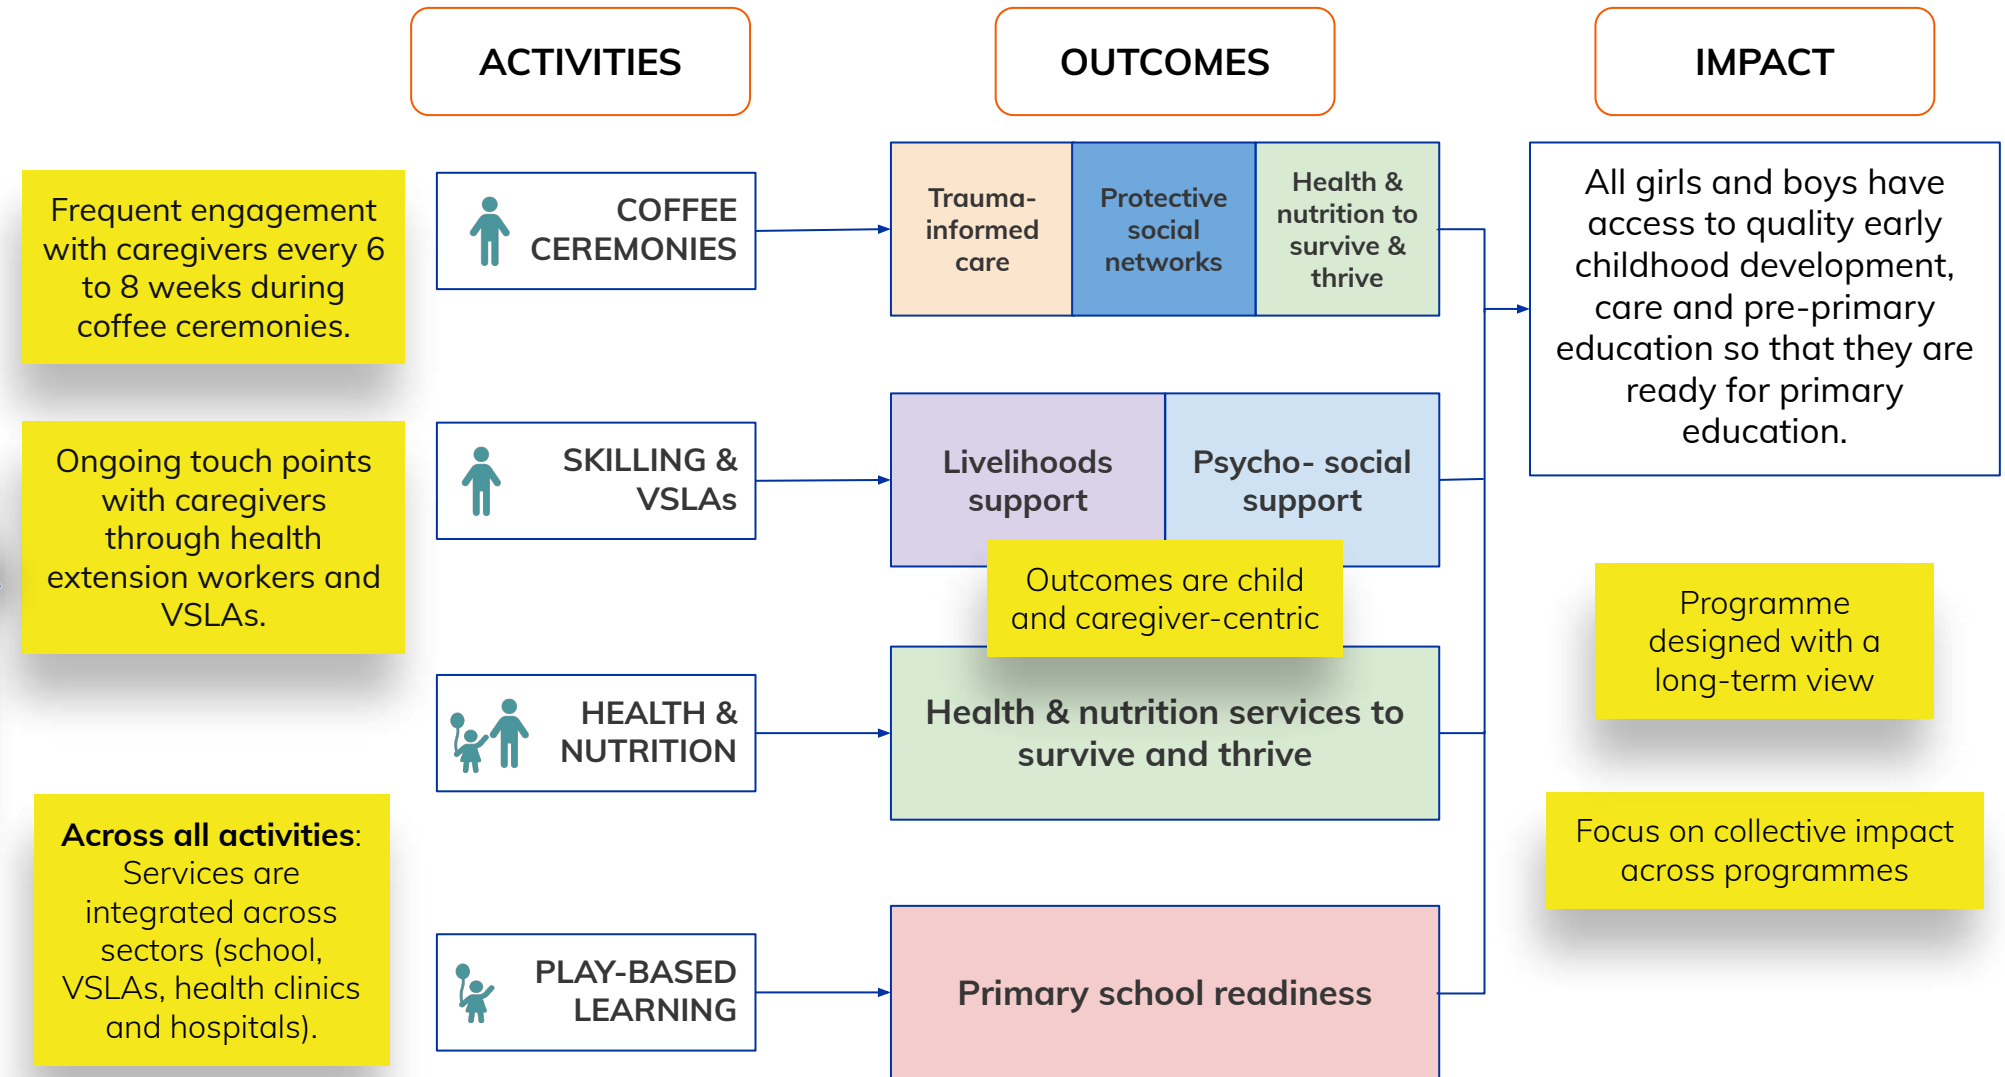 ACTIVITIES
OUTCOMES
IMPACT
Frequent engagement
with caregivers every 6
to 8 weeks during
coffee ceremonies.
COFFEE
CEREMONIES
Trauma-
informed
care
Protective
social
networks
Health &
nutrition to
survive &
thrive
All girls and boys have
access to quality early
childhood development,
care and pre-primary
education so that they are
ready for primary
education.
Ongoing touch points
with caregivers
through health
extension workers and
VSLAs.
SKILLING &
VSLAs
Livelihoods
support
Psycho- social
support
Outcomes are child
and caregiver-centric
Programme
designed with a
long-term view
HEALTH &
NUTRITION
Health & nutrition services to
survive and thrive
Across all activities:
Services are
integrated across
sectors (school,
VSLAs, health clinics
and hospitals).
Focus on collective impact
across programmes
PLAY-BASED
LEARNING
Primary school readiness